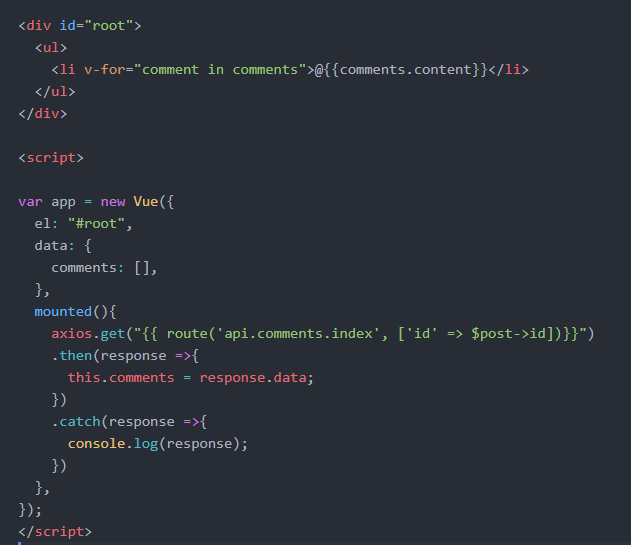 <div id="root">
  <ul>
    <li v-for="comment in comments">@{{comments.content}}</li>
  </ul>
</div>
<script>
var app = new Vue({
  el: "#root",
  data: {
    comments: [],
  },
  mounted(){
    axios.get("{{ route('api.comments.index', ['id' => $post->id])}}")
    .then(response =>{
      this.comments = response.data;
    })
    .catch(response =>{
      console.log(response);
    })
  },
});
</script>